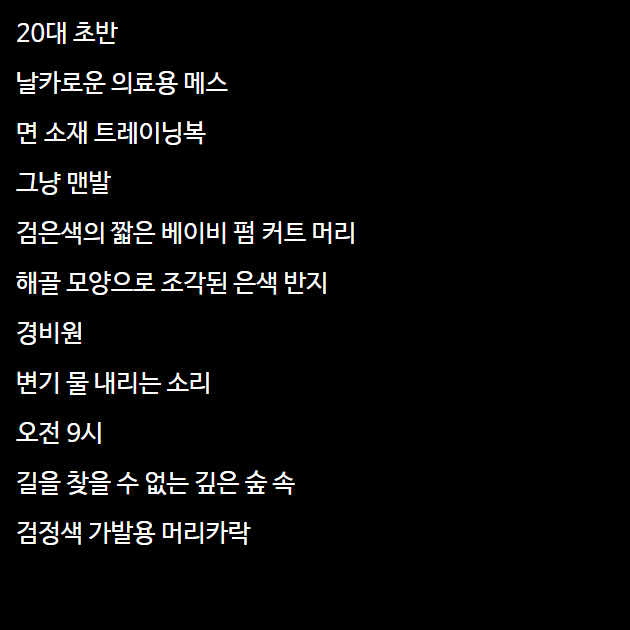 20대 초반
날카로운 의료용 메스
면 소재 트레이닝복
그냥 맨발
검은색의 짧은 베이비 펌 커트 머리
해골 모양으로 조각된 은색 반지
경비원
변기 물 내리는 소리
오전 9시
길을 찾을 수 없는 깊은 숲 속
검정색 가발용 머리카락